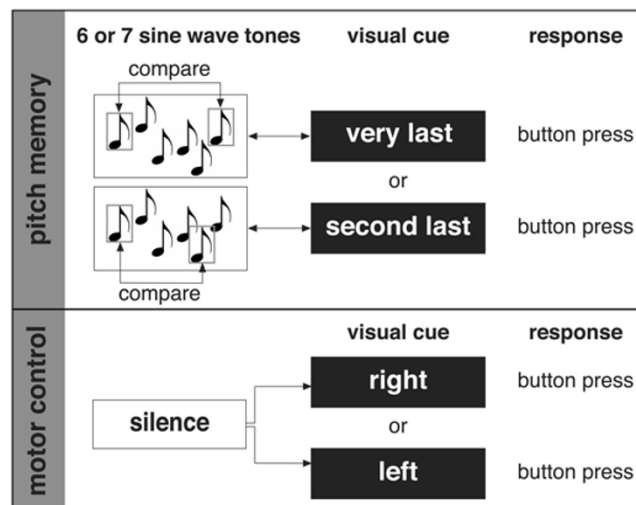 6 or 7 sine wave tones visual cue response
compare
very last button press
or
second last button press
compare
pitch memory
visual cue response
right button press
silence or
left button press
motor control